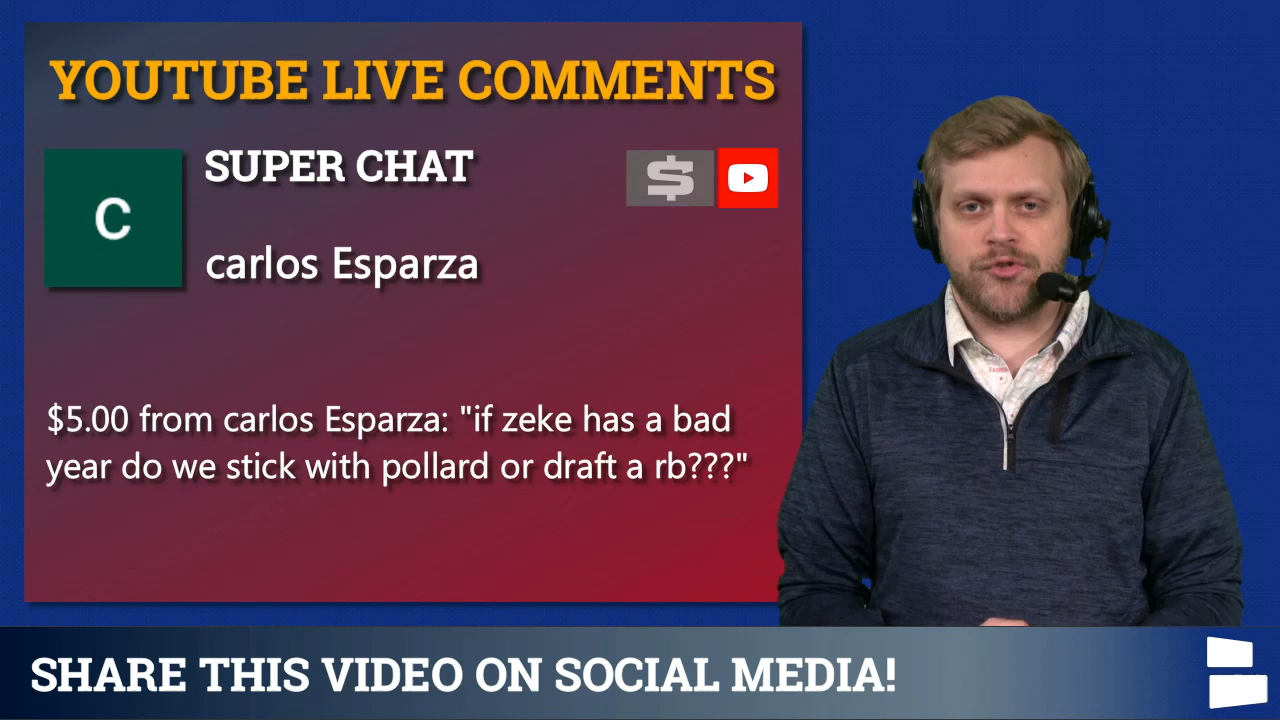 YOUTUBE LIVE COMMENTS
SUPER CHAT
C
carlos Esparza
$5.00 from carlos Esparza: "if zeke has a bad
year do we stick with pollard or draft a rb???"
SHARE THIS VIDEO ON SOCIAL MEDIA!